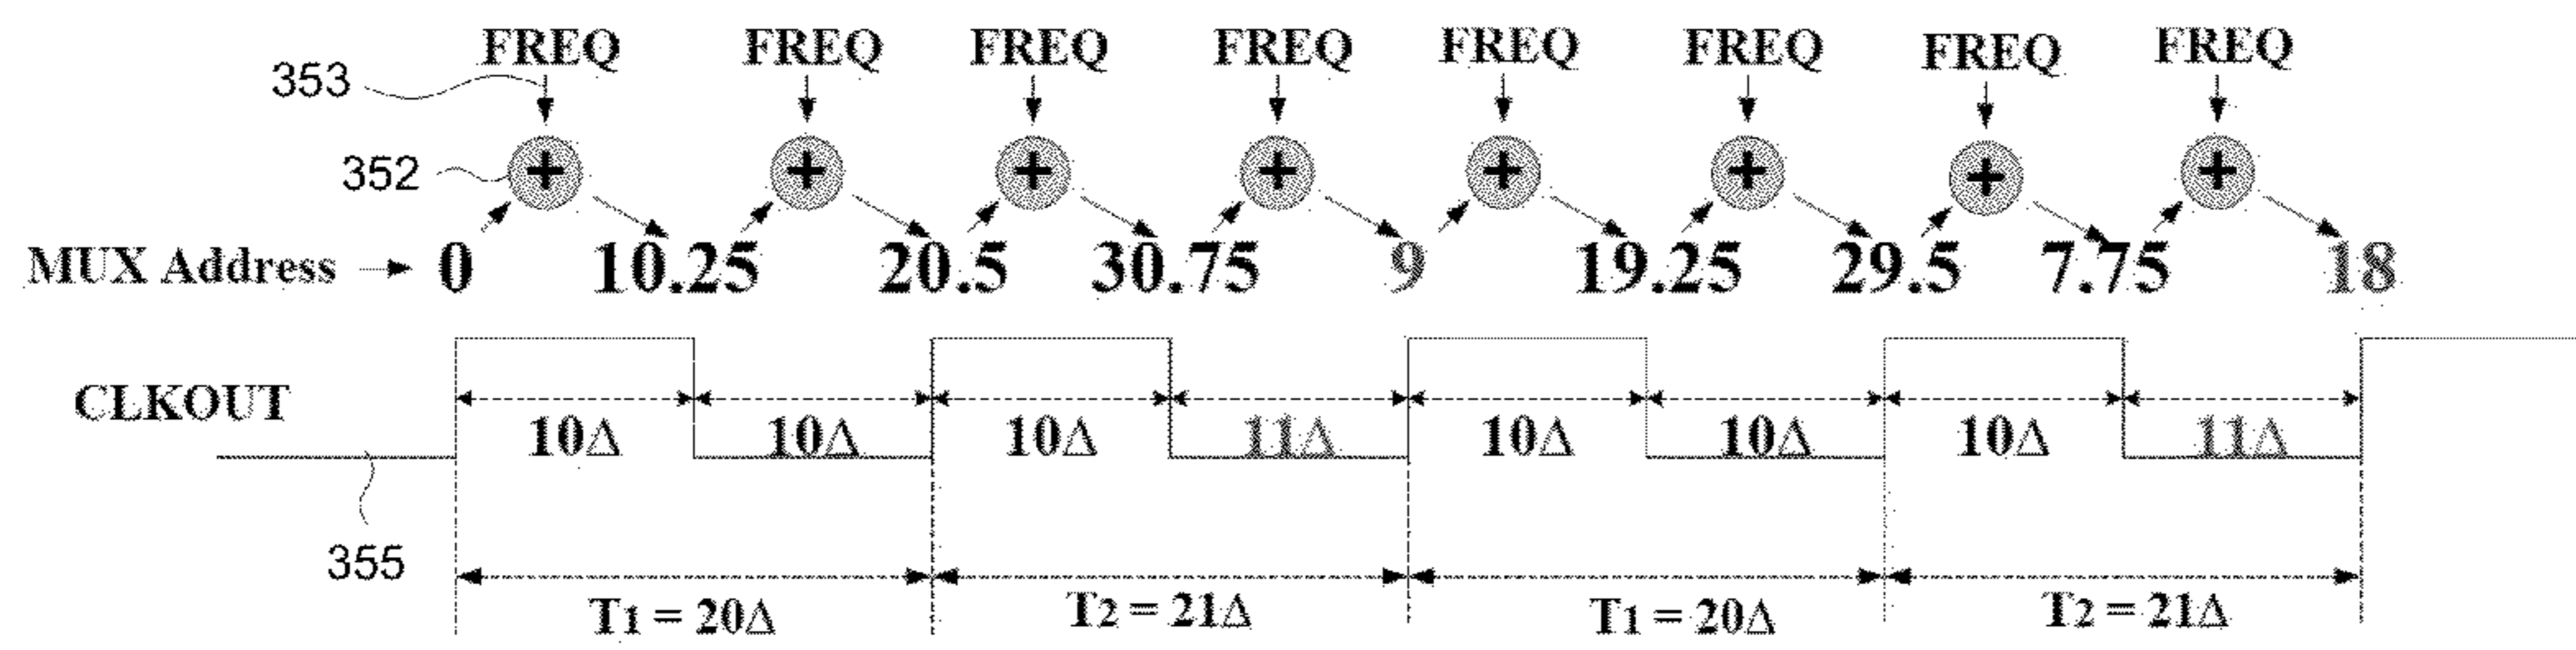 FREQ FREQ FREQ FREQ FREQ FREQ FREQ FREQ
353
352 + + + + + + + +
MUX Address 0 10.25 20.5 30.75 9 19.25 29.5 7.75 18
CLKOUT
10Δ 10Δ 10Δ 11Δ 10Δ 10Δ 10Δ 11Δ
355
T1 = 20Δ T2 = 21Δ T1 = 20Δ T2 = 21Δ